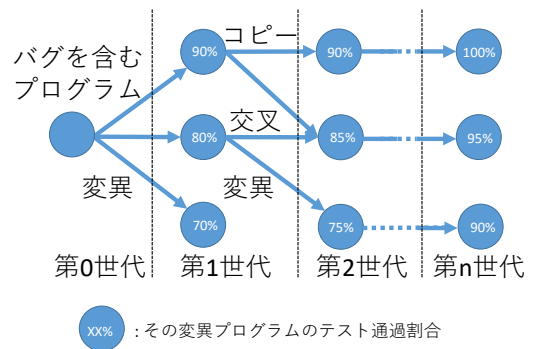 コピー
バグを含む
プログラム
90%
90%
100%
交叉
80%
85%
95%
変異
変異
70%
75%
90%
第0世代
第1世代
第2世代
第n世代
XX%
:その変異プログラムのテスト通過割合